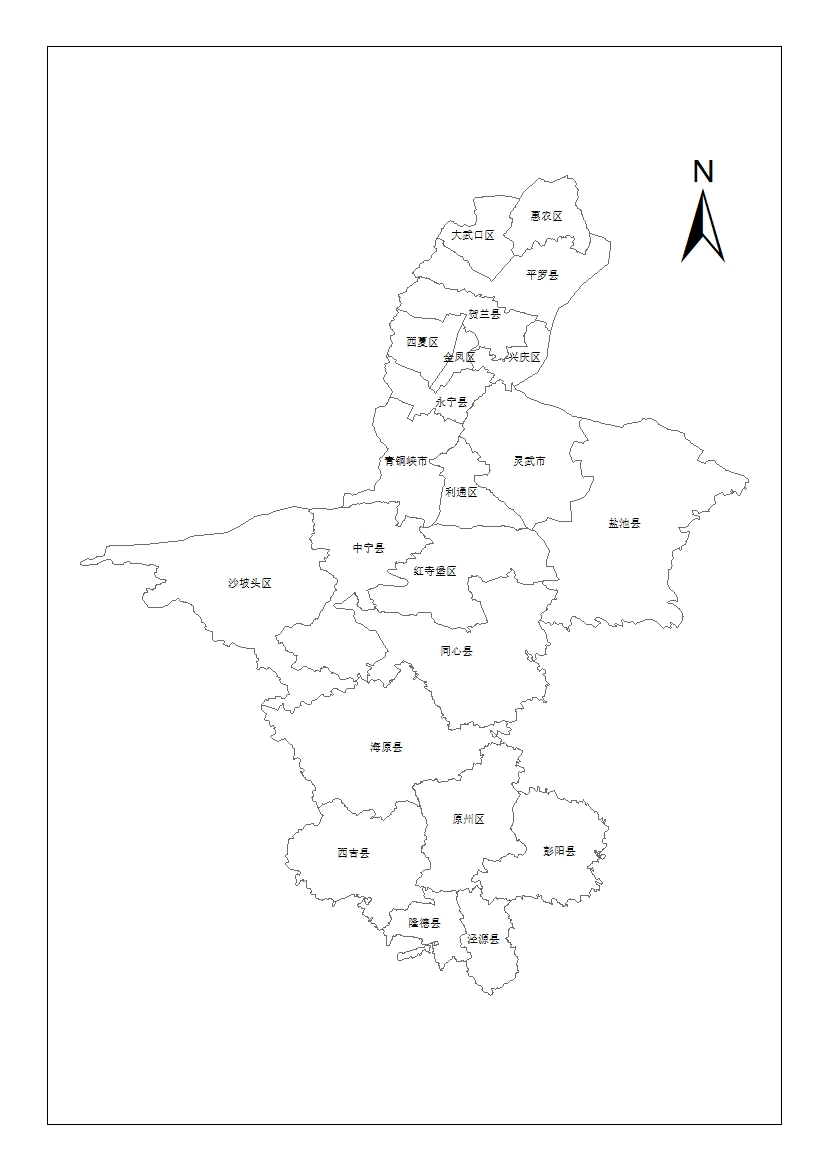 N
惠农区
大武口区
平罗县
贺兰县
西夏区
金凤区
兴庆区
永宁县
青铜峡市
灵武市
利通区
盐池县
中宁县
红寺堡区
沙坡头区
同心县
海原县
原州区
西吉县
彭阳县
隆德县
泾源县